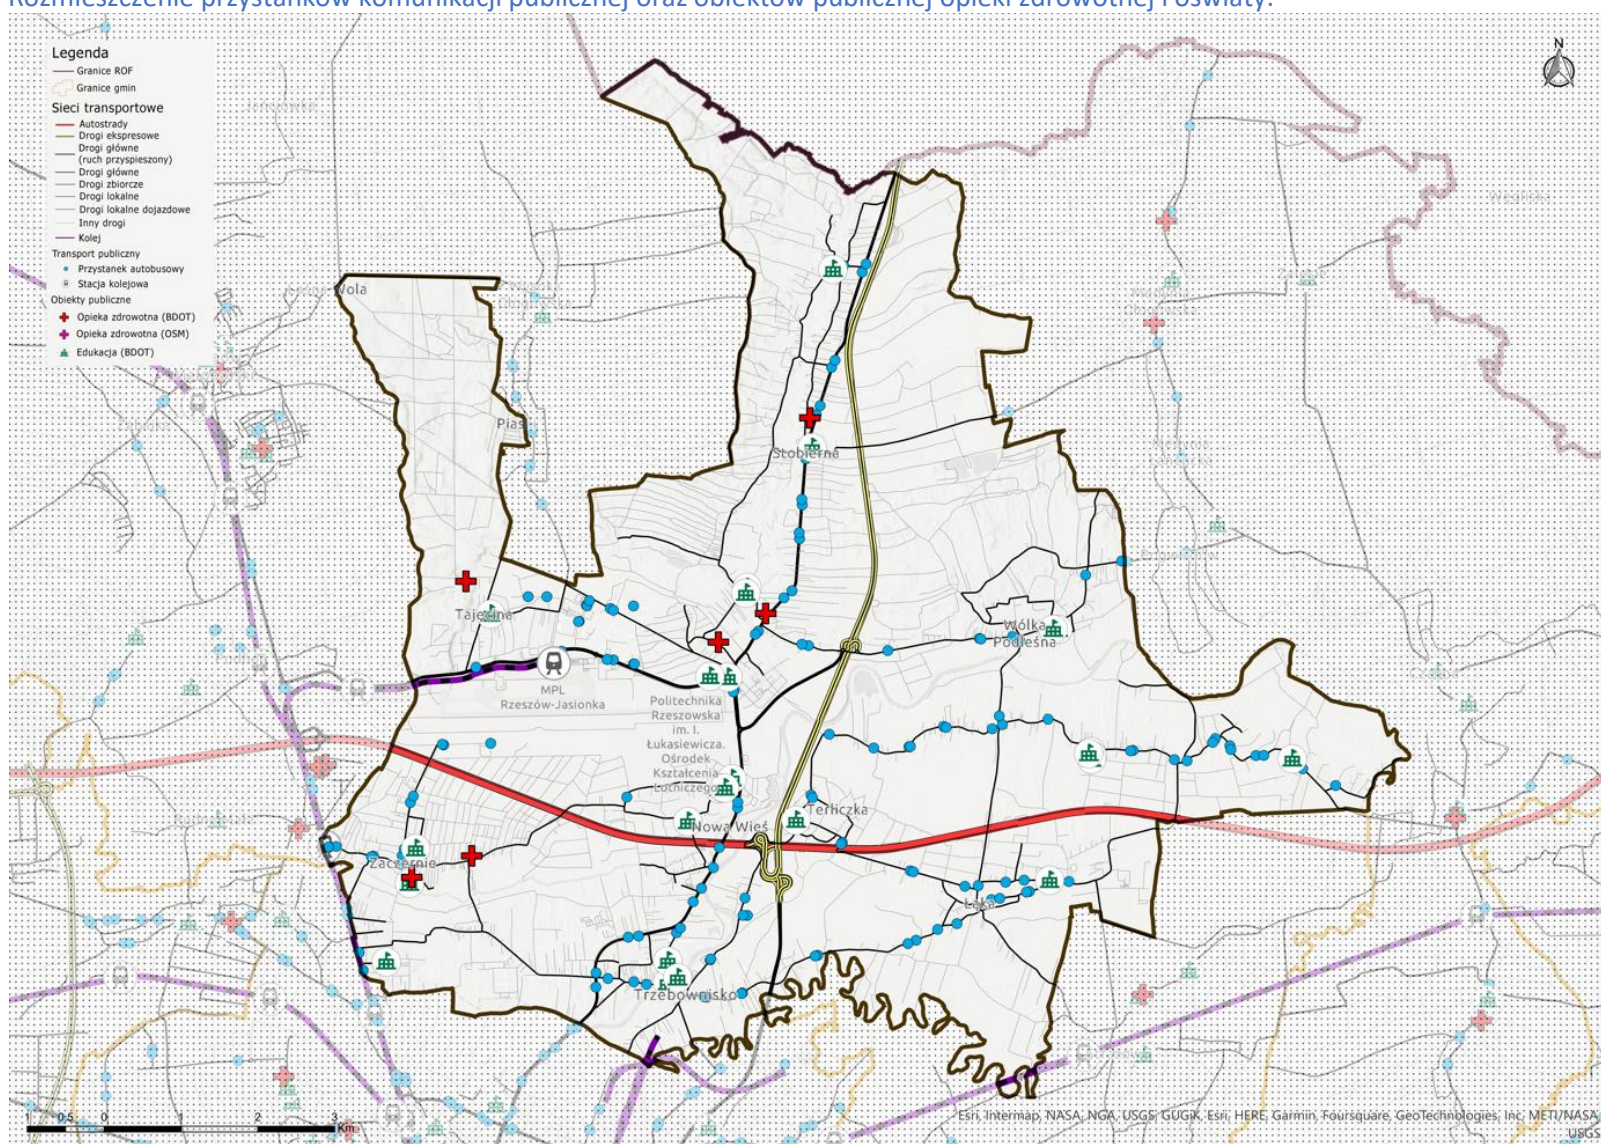 Rozmieszczenie przystanków komunikacji publicznej oraz obiektów publicznej opieki zdrowotnej i oświaty.
Legenda
Granice ROF
Granice gmin
Sieci transportowe
Autostrady
Drogi ekspresowe
Drogi główne
(ruch przyspieszony)
Drogi główne
Drogi zbiorcze
Drogi lokalne
Drogi lokalne dojazdowe
Inny drogi
Kolej
Transport publiczny
Przystanek autobusowy
Stacja kolejowa
Obiekty publiczne
Opieka zdrowotna (BDOT)
Opieka zdrowotna (OSM)
Edukacja (BDOT)
N
Jańciówka
Węgliska
Wola
Stobierna
Tajęcina
Wólka
Podleśna
MPL
Rzeszów-Jasionka
Politechnika
Rzeszowska
im. I.
Łukasiewicza.
Ośrodek
Kształcenia
Lotniczego
Terliczka
Nowa Wieś
Zaczernie
Łąka
Trzebownisko
1 0.5 0 1 2 3
Km
Esri, Intermap, NASA, NGA, USGS, GUGiK, Esri, HERE, Garmin, Foursquare, GeoTechnologies, Inc, METI/NASA,
USGS